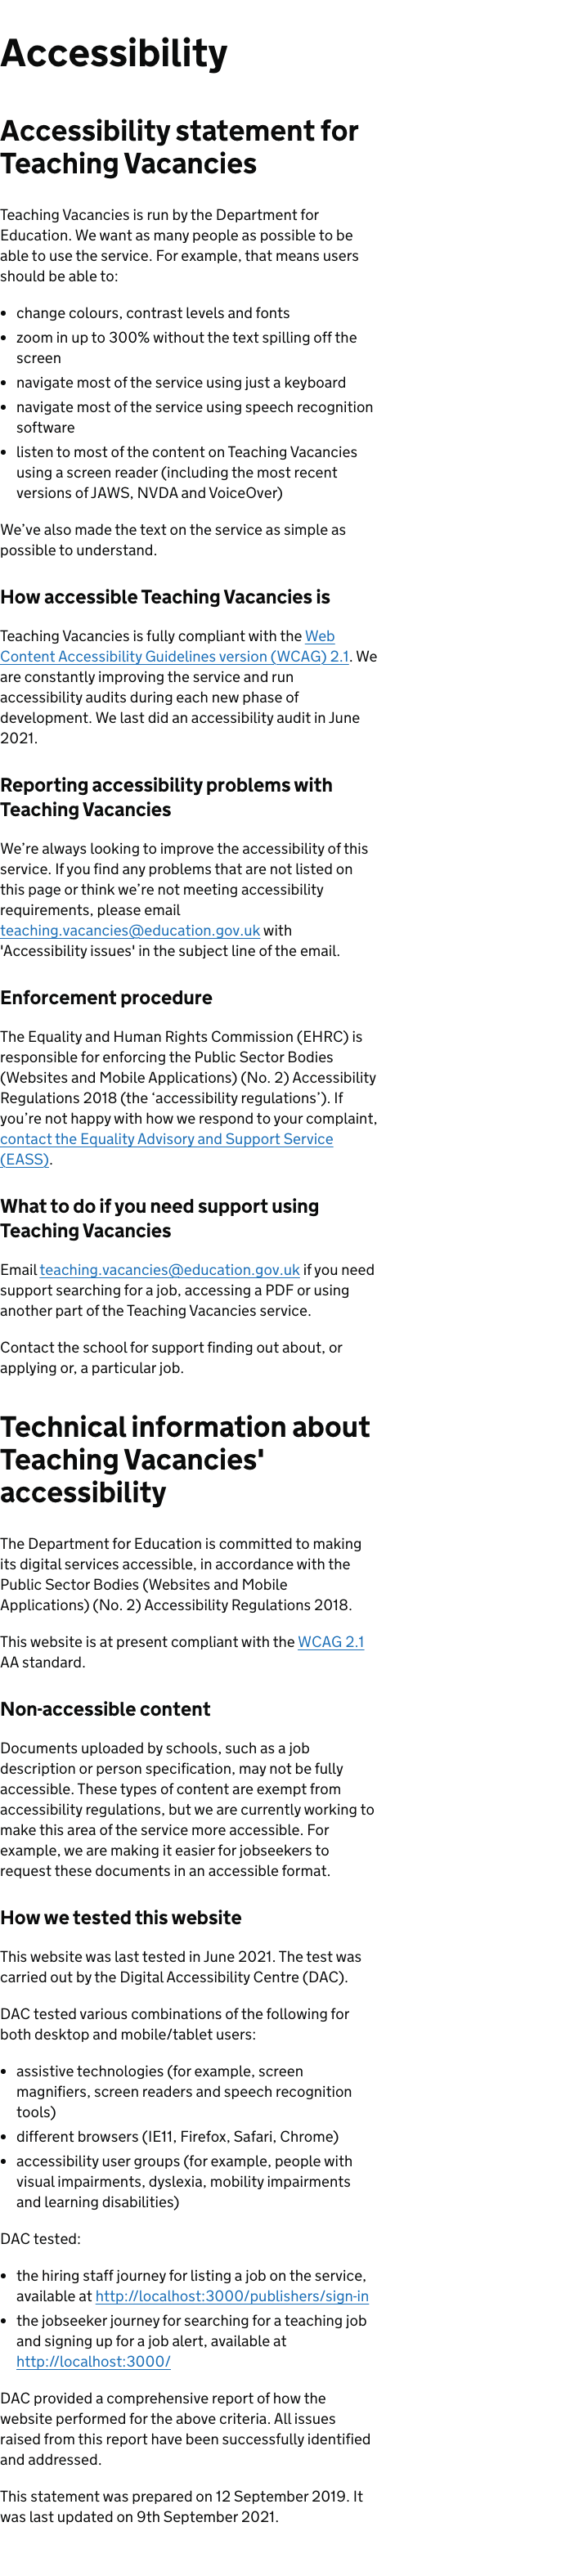 Accessibility
Accessibility statement for
Teaching Vacancies
Teaching Vacancies is run by the Department for
Education. We want as many people as possible to be
able to use the service. For example, that means users
should be able to:
• change colours, contrast levels and fonts
• zoom in up to 300% without the text spilling off the
screen
• navigate most of the service using just a keyboard
• navigate most of the service using speech recognition
software
• listen to most of the content on Teaching Vacancies
using a screen reader (including the most recent
versions of JAWS, NVDA and VoiceOver)
We’ve also made the text on the service as simple as
possible to understand.
How accessible Teaching Vacancies is
Teaching Vacancies is fully compliant with the Web
Content Accessibility Guidelines version (WCAG) 2.1. We
are constantly improving the service and run
accessibility audits during each new phase of
development. We last did an accessibility audit in June
2021.
Reporting accessibility problems with
Teaching Vacancies
We’re always looking to improve the accessibility of this
service. If you find any problems that are not listed on
this page or think we’re not meeting accessibility
requirements, please email
teaching.vacancies@education.gov.uk with
'Accessibility issues' in the subject line of the email.
Enforcement procedure
The Equality and Human Rights Commission (EHRC) is
responsible for enforcing the Public Sector Bodies
(Websites and Mobile Applications) (No. 2) Accessibility
Regulations 2018 (the ‘accessibility regulations’). If
you’re not happy with how we respond to your complaint,
contact the Equality Advisory and Support Service
(EASS).
What to do if you need support using
Teaching Vacancies
Email teaching.vacancies@education.gov.uk if you need
support searching for a job, accessing a PDF or using
another part of the Teaching Vacancies service.
Contact the school for support finding out about, or
applying or, a particular job.
Technical information about
Teaching Vacancies'
accessibility
The Department for Education is committed to making
its digital services accessible, in accordance with the
Public Sector Bodies (Websites and Mobile
Applications) (No. 2) Accessibility Regulations 2018.
This website is at present compliant with the WCAG 2.1
AA standard.
Non-accessible content
Documents uploaded by schools, such as a job
description or person specification, may not be fully
accessible. These types of content are exempt from
accessibility regulations, but we are currently working to
make this area of the service more accessible. For
example, we are making it easier for jobseekers to
request these documents in an accessible format.
How we tested this website
This website was last tested in June 2021. The test was
carried out by the Digital Accessibility Centre (DAC).
DAC tested various combinations of the following for
both desktop and mobile/tablet users:
• assistive technologies (for example, screen
magnifiers, screen readers and speech recognition
tools)
• different browsers (IE11, Firefox, Safari, Chrome)
• accessibility user groups (for example, people with
visual impairments, dyslexia, mobility impairments
and learning disabilities)
DAC tested:
• the hiring staff journey for listing a job on the service,
available at http://localhost:3000/publishers/sign-in
• the jobseeker journey for searching for a teaching job
and signing up for a job alert, available at
http://localhost:3000/
DAC provided a comprehensive report of how the
website performed for the above criteria. All issues
raised from this report have been successfully identified
and addressed.
This statement was prepared on 12 September 2019. It
was last updated on 9th September 2021.